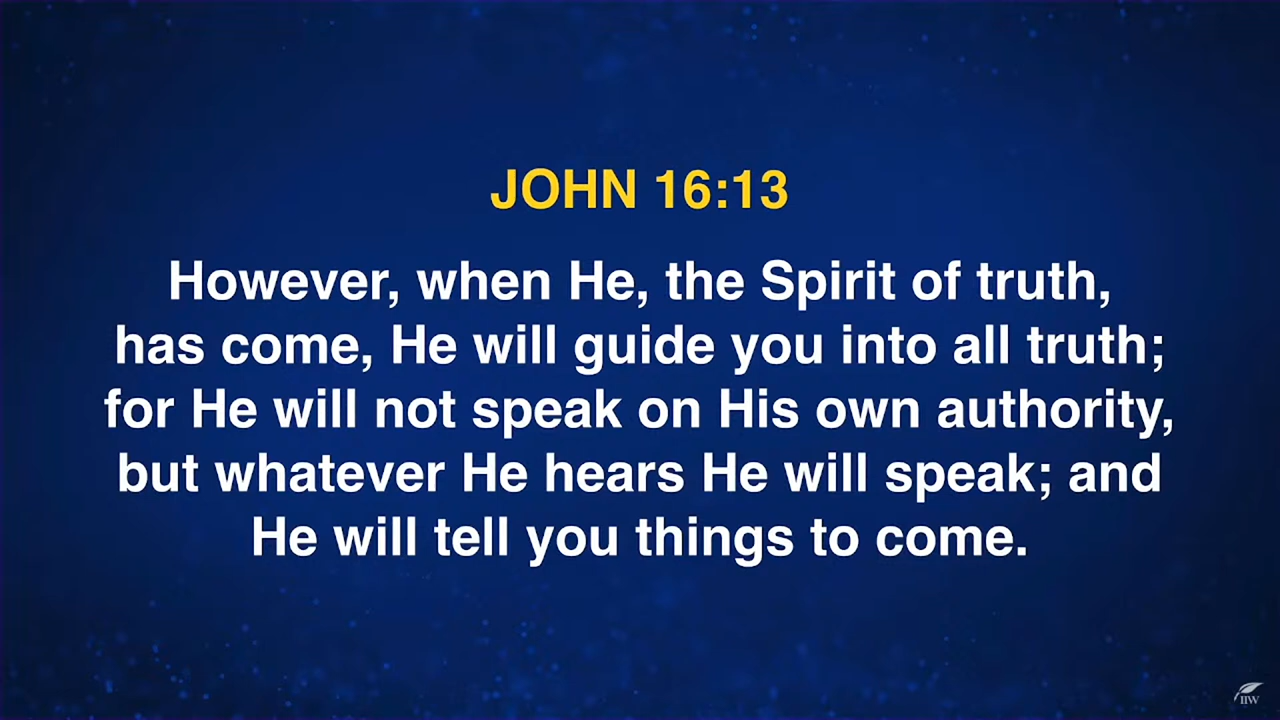 JOHN 16:13
However, when He, the Spirit of truth,
has come, He will guide you into all truth;
for He will not speak on His own authority,
but whatever He hears He will speak; and
He will tell you things to come.
IIW